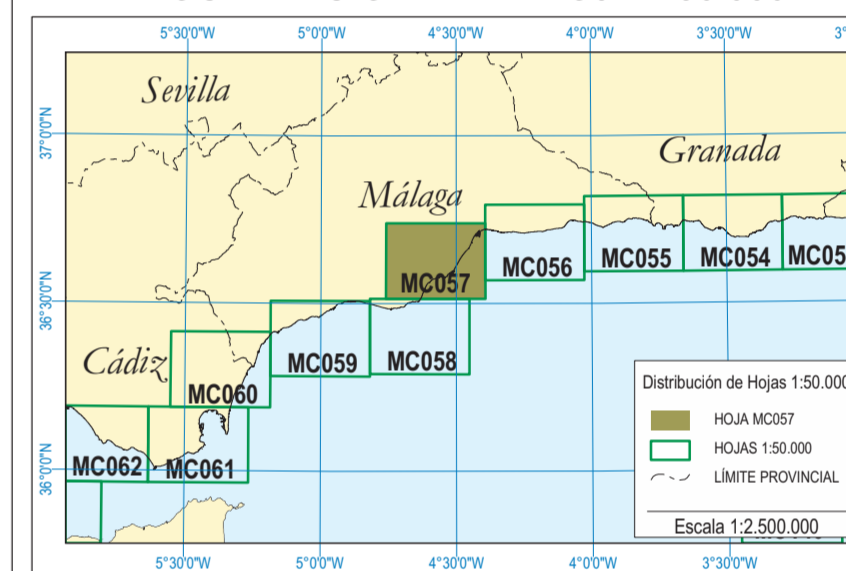 5°30'0"W 5°0'0"W 4°30'0"W 4°0'0"W 3°30'0"W
Sevilla
37°0'0"N
Granada
Málaga
MC057
MC056
MC055
MC054
36°30'0"N
Cádiz
MC060
MC059
MC058
Distribución de Hojas 1:50.000
HOJA MC057
HOJAS 1:50.000
LÍMITE PROVINCIAL
Escala 1:2.500.000
36°0'0"N
MC062
MC061
5°30'0"W 5°0'0"W 4°30'0"W 4°0'0"W 3°30'0"W